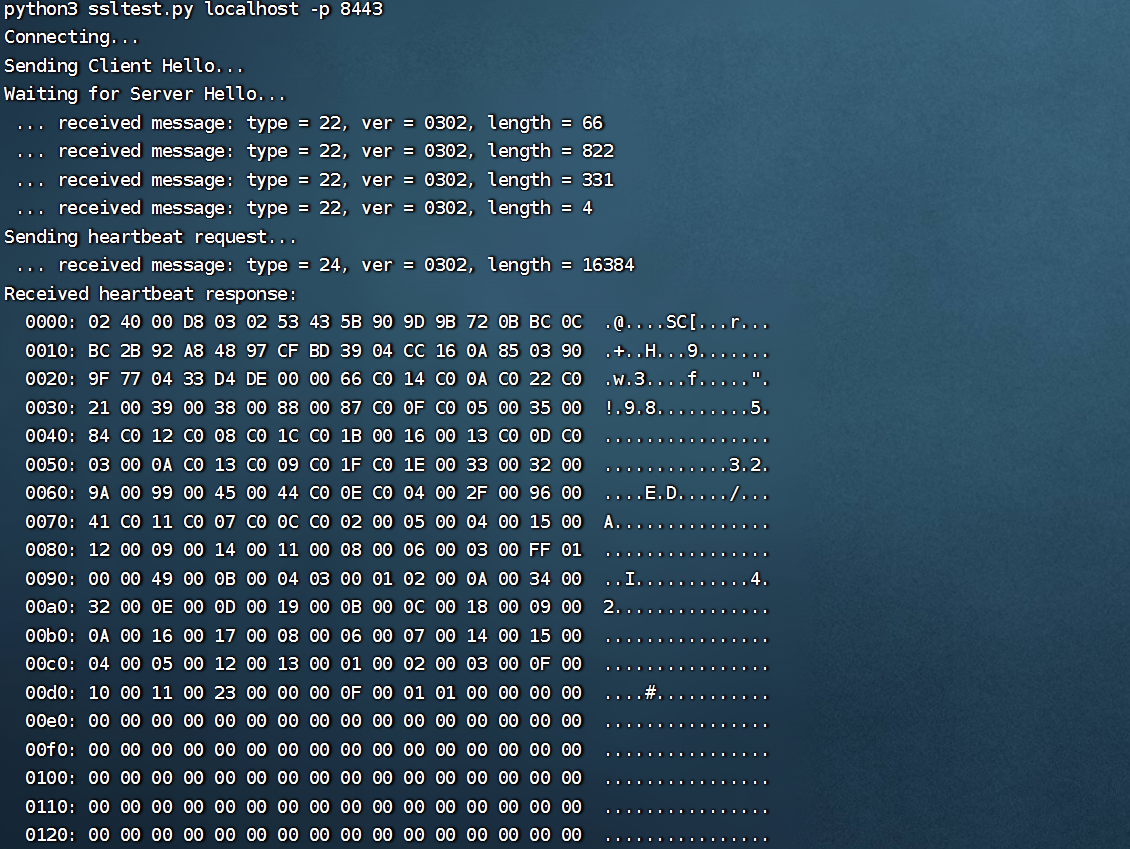 python3 ssltest.py localhost -p 8443
Connecting...
Sending Client Hello...
Waiting for Server Hello...
 ... received message: type = 22, ver = 0302, length = 66
 ... received message: type = 22, ver = 0302, length = 822
 ... received message: type = 22, ver = 0302, length = 331
 ... received message: type = 22, ver = 0302, length = 4
Sending heartbeat request...
 ... received message: type = 24, ver = 0302, length = 16384
Received heartbeat response:
  0000: 02 40 00 D8 03 02 53 43 5B 90 9D 9B 72 0B BC 0C  .@....SC[...r...
  0010: BC 2B 92 A8 48 97 CF BD 39 04 CC 16 0A 85 03 90  .+..H...9.......
  0020: 9F 77 04 33 D4 DE 00 00 66 C0 14 C0 0A C0 22 C0  .w.3....f.....".
  0030: 21 00 39 00 38 00 88 00 87 C0 0F C0 05 00 35 00  !.9.8.........5.
  0040: 84 C0 12 C0 08 C0 1C C0 1B 00 16 00 13 C0 0D C0  ................
  0050: 03 00 0A C0 13 C0 09 C0 1F C0 1E 00 33 00 32 00  ............3.2.
  0060: 9A 00 99 00 45 00 44 C0 0E C0 04 00 2F 00 96 00  ....E.D...../...
  0070: 41 C0 11 C0 07 C0 0C C0 02 00 05 00 04 00 15 00  A...............
  0080: 12 00 09 00 14 00 11 00 08 00 06 00 03 00 FF 01  ................
  0090: 00 00 49 00 0B 00 04 03 00 01 02 00 0A 00 34 00  ..I...........4.
  00a0: 32 00 0E 00 0D 00 19 00 0B 00 0C 00 18 00 09 00  2...............
  00b0: 0A 00 16 00 17 00 08 00 06 00 07 00 14 00 15 00  ................
  00c0: 04 00 05 00 12 00 13 00 01 00 02 00 03 00 0F 00  ................
  00d0: 10 00 11 00 23 00 00 00 0F 00 01 01 00 00 00 00  ....#...........
  00e0: 00 00 00 00 00 00 00 00 00 00 00 00 00 00 00 00  ................
  00f0: 00 00 00 00 00 00 00 00 00 00 00 00 00 00 00 00  ................
  0100: 00 00 00 00 00 00 00 00 00 00 00 00 00 00 00 00  ................
  0110: 00 00 00 00 00 00 00 00 00 00 00 00 00 00 00 00  ................
  0120: 00 00 00 00 00 00 00 00 00 00 00 00 00 00 00 00  ................